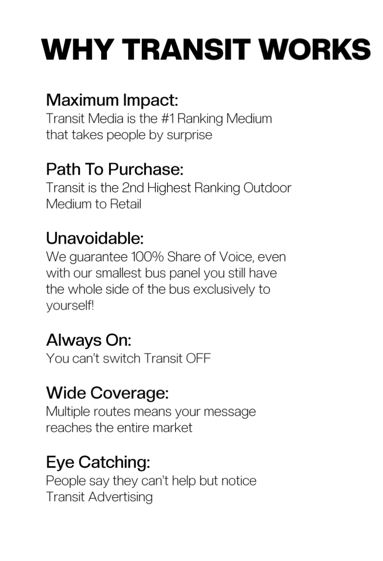 WHY TRANSIT WORKS
Maximum Impact:
Transit Media is the #1 Ranking Medium
that takes people by surprise
Path To Purchase:
Transit is the 2nd Highest Ranking Outdoor
Medium to Retail
Unavoidable:
We guarantee 100% Share of Voice, even
with our smallest bus panel you still have
the whole side of the bus exclusively to
yourself!
Always On:
You can't switch Transit OFF
Wide Coverage:
Multiple routes means your message
reaches the entire market
Eye Catching:
People say they can't help but notice
Transit Advertising